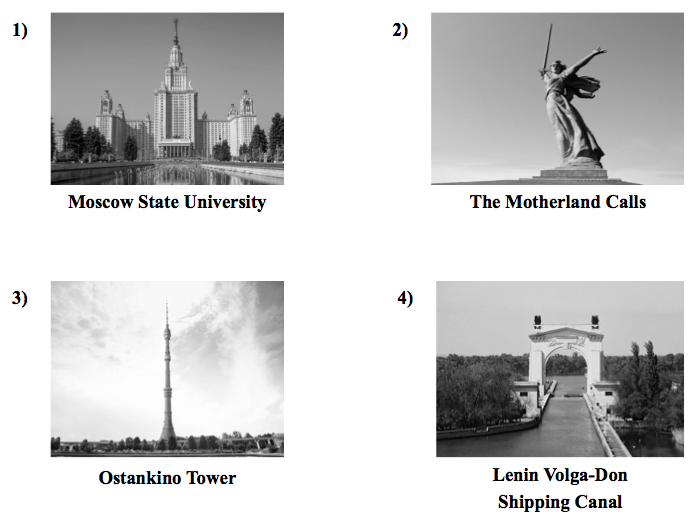 1)
2)
Moscow State University
The Motherland Calls
3)
4)
Ostankino Tower
Lenin Volga-Don
Shipping Canal